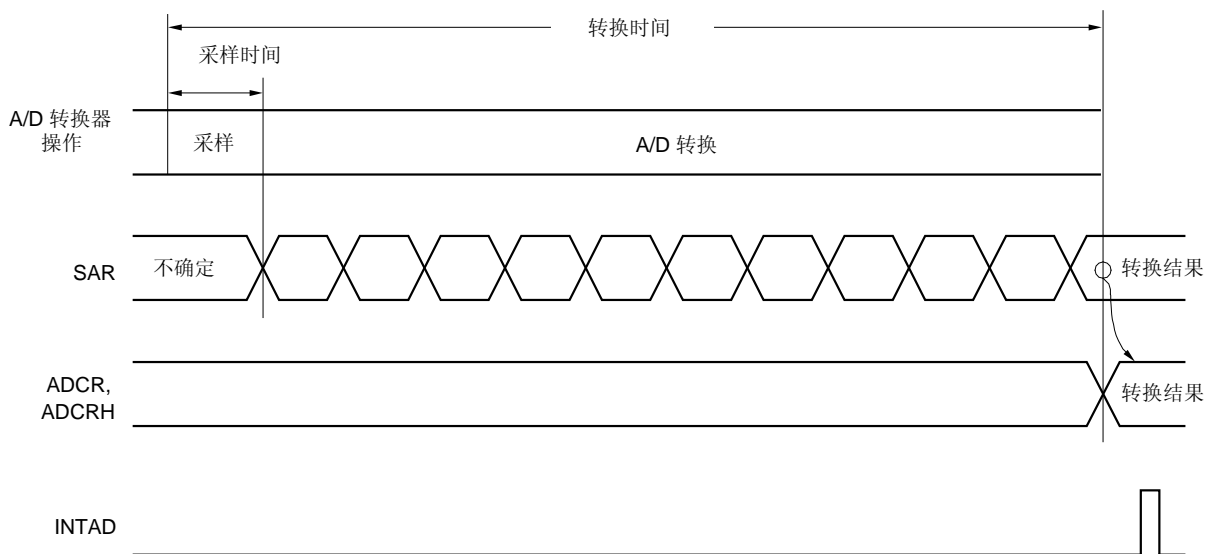 转换时间
采样时间
A/D 转换器
操作
采样
A/D 转换
SAR
不确定
转换结果
ADCR,
ADCRH
转换结果
INTAD